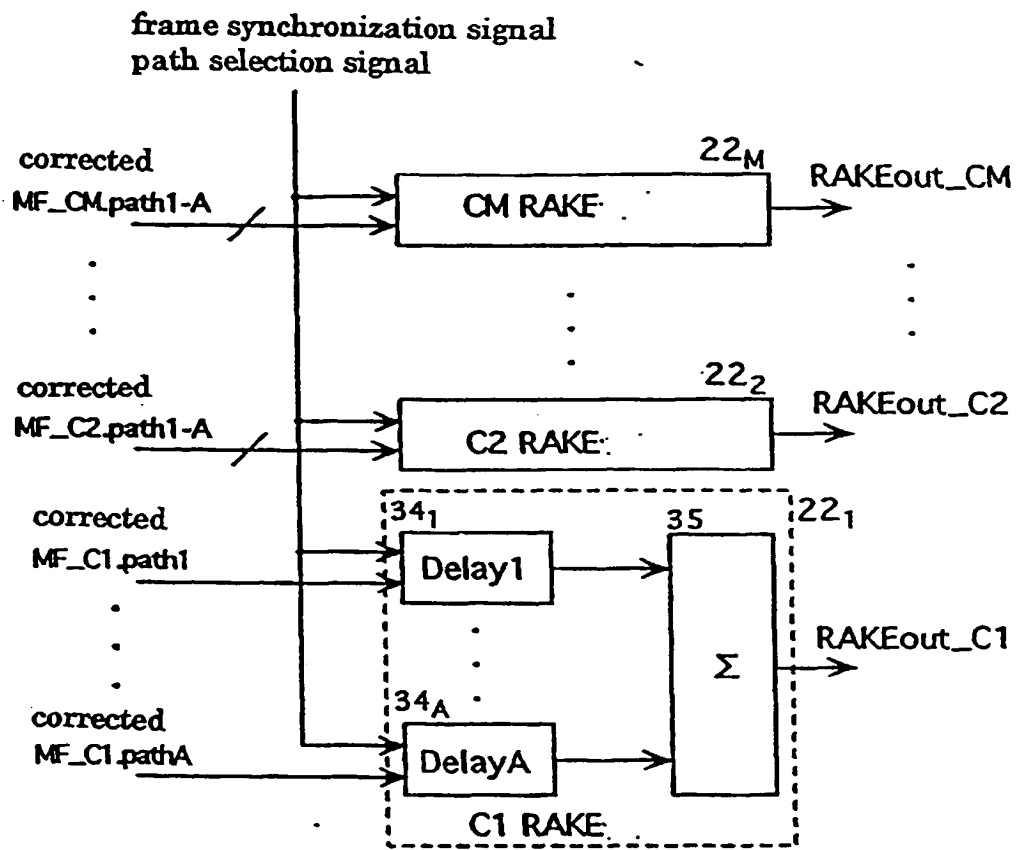 frame synchronization signal
path selection signal
corrected
MF_CM.path1-A
22M
CM RAKE
RAKEout_CM
corrected
MF_C2.path1-A
222
C2 RAKE
RAKEout_C2
corrected
MF_C1.path1
341
Delay1
35
221
Σ
RAKEout_C1
corrected
MF_C1.pathA
34A
DelayA
C1 RAKE